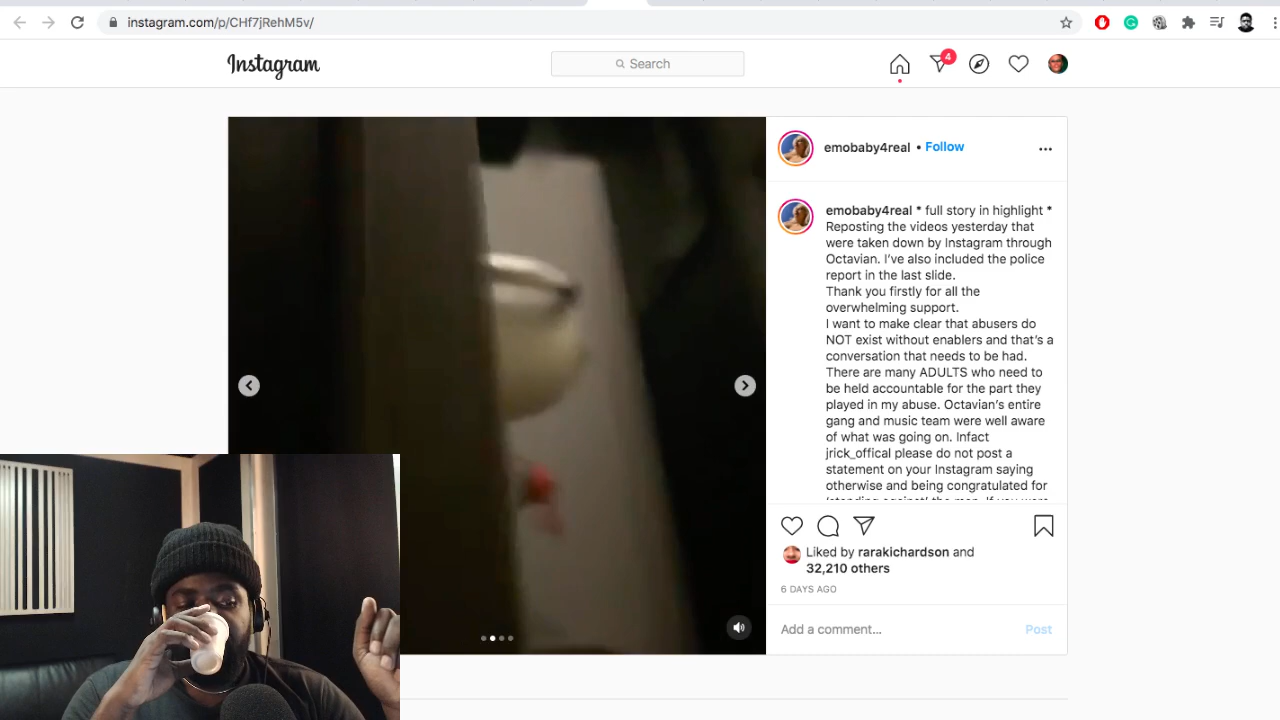 instagram.com/p/CHf7jRehM5v/
Instagram
Search
4
emobaby4real • Follow
emobaby4real * full story in highlight *
Reposting the videos yesterday that
were taken down by Instagram through
Octavian. I've also included the police
report in the last slide.
Thank you firstly for all the
overwhelming support.
I want to make clear that abusers do
NOT exist without enablers and that's a
conversation that needs to be had.
There are many ADULTS who need to
be held accountable for the part they
played in my abuse. Octavian's entire
gang and music team were well aware
of what was going on. Infact
jrick_offical please do not post a
statement on your Instagram saying
otherwise and being congratulated for
Liked by rarakichardson and
32,210 others
6 DAYS AGO
Add a comment... Post